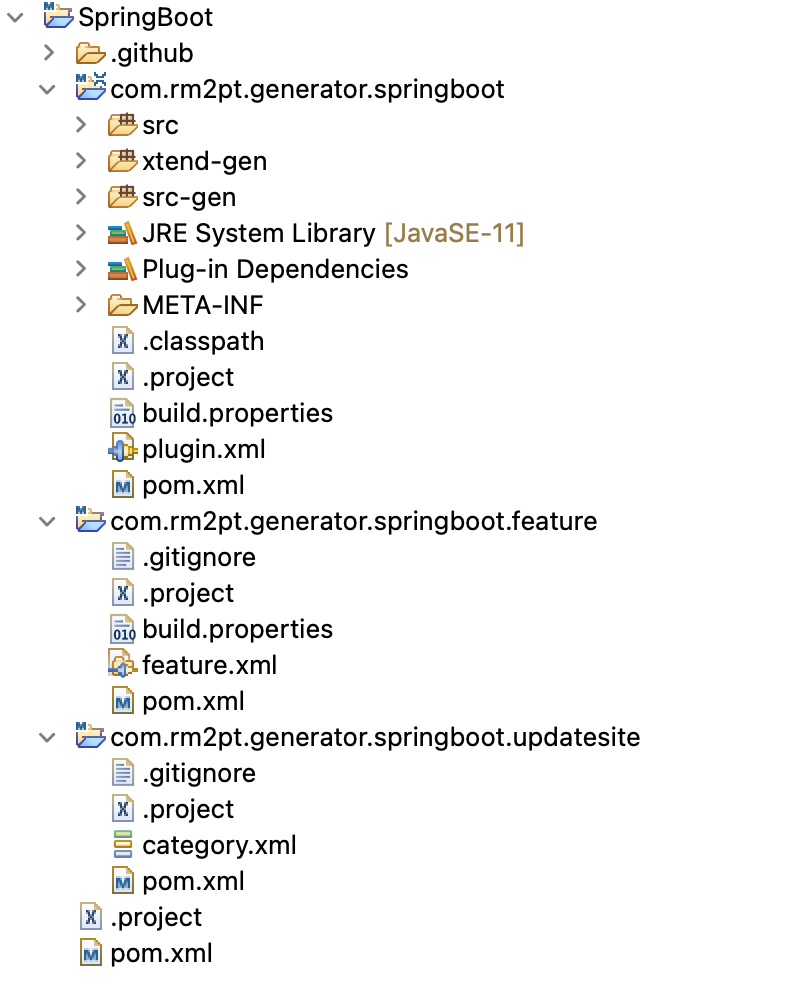 SpringBoot
.github
com.rm2pt.generator.springboot
src
xtend-gen
src-gen
JRE System Library [JavaSE-11]
Plug-in Dependencies
META-INF
.classpath
.project
build.properties
plugin.xml
pom.xml
com.rm2pt.generator.springboot.feature
.gitignore
.project
build.properties
feature.xml
pom.xml
com.rm2pt.generator.springboot.updatesite
.gitignore
.project
category.xml
pom.xml
.project
pom.xml